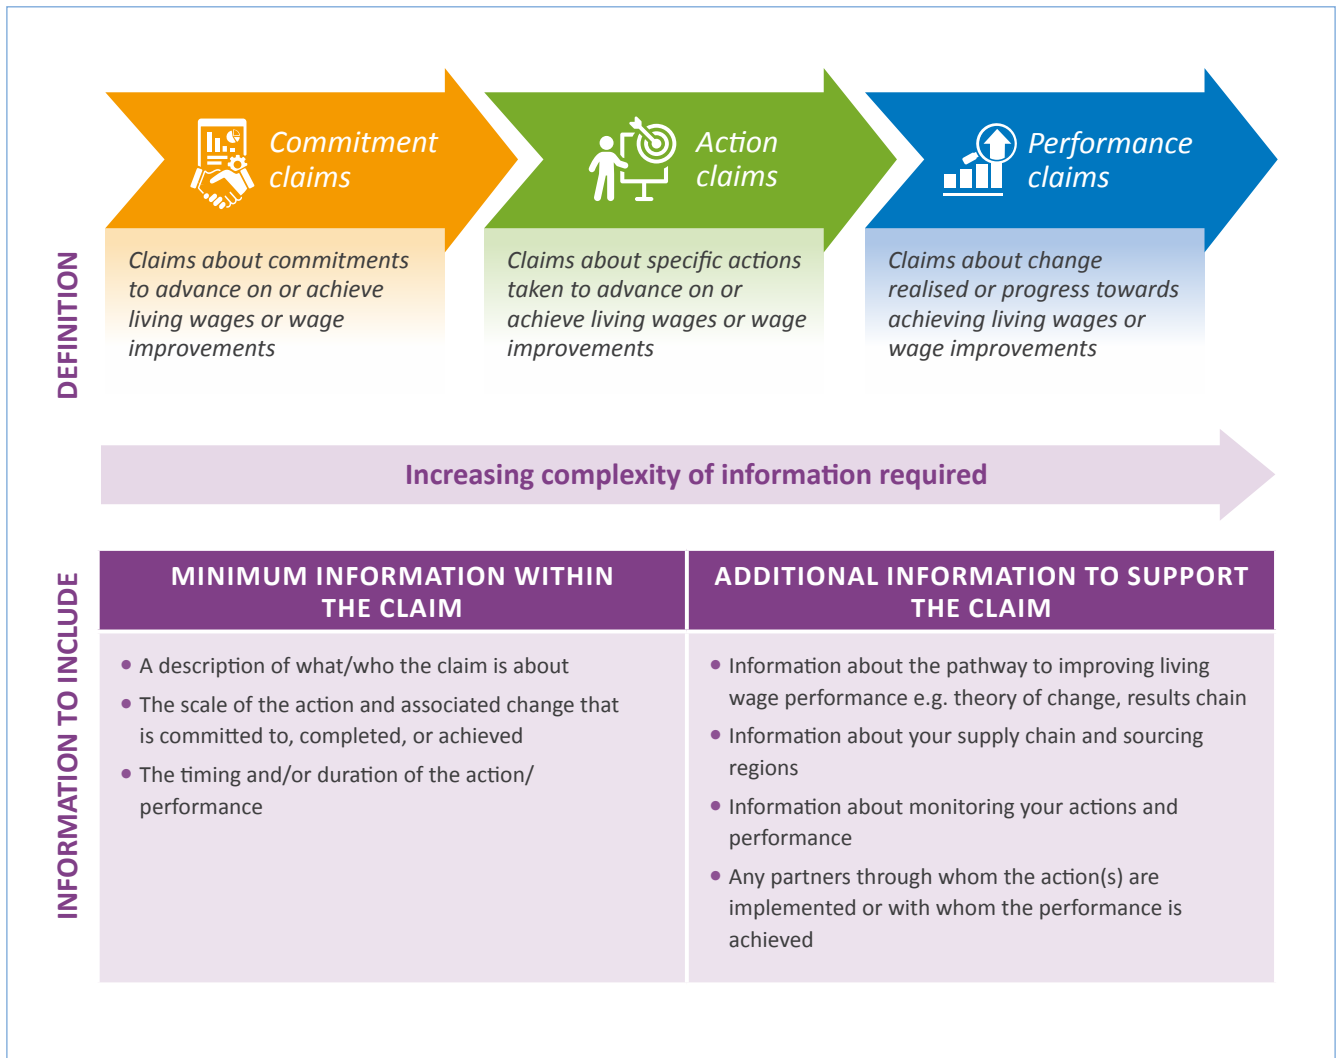 Commitment
claims
Action
claims
Performance
claims
DEFINITION
Claims about commitments
to advance on or achieve
living wages or wage
improvements
Claims about specific actions
taken to advance on or
achieve living wages or wage
improvements
Claims about change
realised or progress towards
achieving living wages or
wage improvements
Increasing complexity of information required
INFORMATION TO INCLUDE
MINIMUM INFORMATION WITHIN
THE CLAIM
• A description of what/who the claim is about
• The scale of the action and associated change that
is committed to, completed, or achieved
• The timing and/or duration of the action/
performance
ADDITIONAL INFORMATION TO SUPPORT
THE CLAIM
• Information about the pathway to improving living
wage performance e.g. theory of change, results chain
• Information about your supply chain and sourcing
regions
• Information about monitoring your actions and
performance
• Any partners through whom the action(s) are
implemented or with whom the performance is
achieved